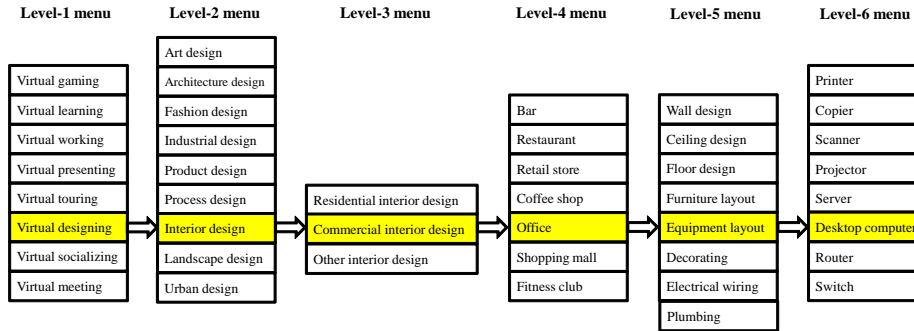 Level-1 menu
Virtual gaming
Virtual learning
Virtual working
Virtual presenting
Virtual touring
Virtual designing
Virtual socializing
Virtual meeting
Level-2 menu
Art design
Architecture design
Fashion design
Industrial design
Product design
Process design
Interior design
Landscape design
Urban design
Level-3 menu
Residential interior design
Commercial interior design
Other interior design
Level-4 menu
Bar
Restaurant
Retail store
Coffee shop
Office
Shopping mall
Fitness club
Level-5 menu
Wall design
Ceiling design
Floor design
Furniture layout
Equipment layout
Decorating
Electrical wiring
Plumbing
Level-6 menu
Printer
Copier
Scanner
Projector
Server
Desktop computer
Router
Switch